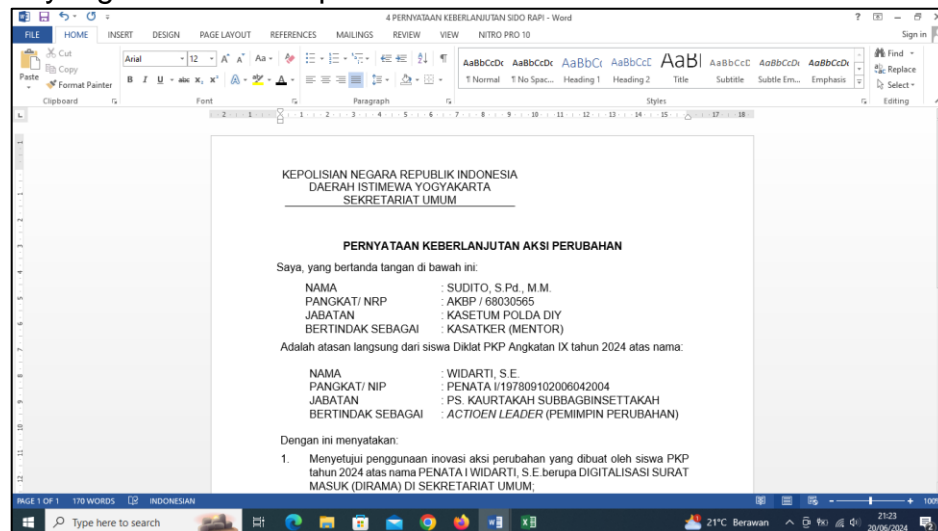 4 PERNYATAAN KEBERLANJUTAN SIDO RAPI - Word
FILE HOME INSERT DESIGN PAGE LAYOUT REFERENCES MAILINGS REVIEW VIEW NITRO PRO 10 Sign in
Cut
Copy
Format Painter
Paste
Arial 12
AaBbCcDc AaBbCcDc AaBbCc AaBbCcD AaBl AaBbCcC AaBbCcDc AaBbCcDc
¶ Normal ¶ No Spac... Heading 1 Heading 2 Title Subtitle Subtle Em... Emphasis
Find
Replace
Select
Clipboard Font Paragraph Styles Editing
KEPOLISIAN NEGARA REPUBLIK INDONESIA
DAERAH ISTIMEWA YOGYAKARTA
SEKRETARIAT UMUM
PERNYATAAN KEBERLANJUTAN AKSI PERUBAHAN
Saya, yang bertanda tangan di bawah ini:
NAMA : SUDITO, S.Pd., M.M.
PANGKAT/ NRP : AKBP / 68030565
JABATAN : KASETUM POLDA DIY
BERTINDAK SEBAGAI : KASATKER (MENTOR)
Adalah atasan langsung dari siswa Diklat PKP Angkatan IX tahun 2024 atas nama:
NAMA : WIDARTI, S.E.
PANGKAT/ NIP : PENATA I/197809102006042004
JABATAN : PS. KAURTAKAH SUBBAGBINSETTAKAH
BERTINDAK SEBAGAI : ACTIOEN LEADER (PEMIMPIN PERUBAHAN)
Dengan ini menyatakan:
1. Menyetujui penggunaan inovasi aksi perubahan yang dibuat oleh siswa PKP
tahun 2024 atas nama PENATA I WIDARTI, S.E.berupa DIGITALISASI SURAT
MASUK (DIRAMA) DI SEKRETARIAT UMUM;
PAGE 1 OF 1 170 WORDS INDONESIAN 100%
Type here to search
21°C Berawan
21:23
20/06/2024